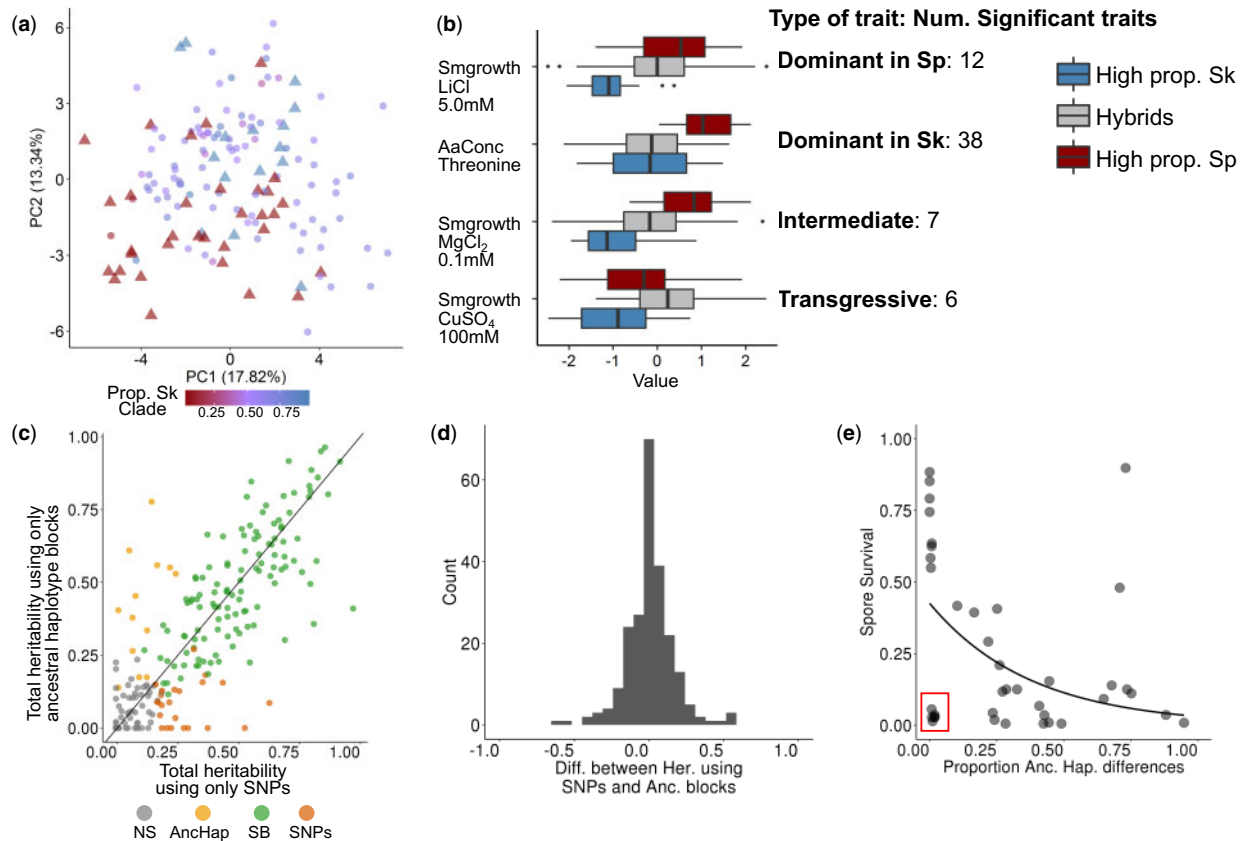 (a)
6
3
0
-3
-6
PC2 (13.34%)
-4
0
4
PC1 (17.82%)
Prop. Sk
Clade
0.25
0.50
0.75
(b)
Type of trait: Num. Significant traits
Smgrowth
LiCl
5.0mM
Dominant in Sp: 12
AaConc
Threonine
Dominant in Sk: 38
Smgrowth
MgCl2
0.1mM
Intermediate: 7
Smgrowth
CuSO4
100mM
Transgressive: 6
-2
-1
0
1
2
Value
High prop. Sk
Hybrids
High prop. Sp
(c)
1.00
0.75
0.50
0.25
0.00
Total heritability using only
ancestral haplotype blocks
0.00
0.25
0.50
0.75
1.00
Total heritability
using only SNPs
NS
AncHap
SB
SNPs
(d)
60
40
20
0
Count
-1.0
-0.5
0.0
0.5
1.0
Diff. between Her. using
SNPs and Anc. blocks
(e)
1.00
0.75
0.50
0.25
0.00
Spore Survival
0.00
0.25
0.50
0.75
1.00
Proportion Anc. Hap. differences